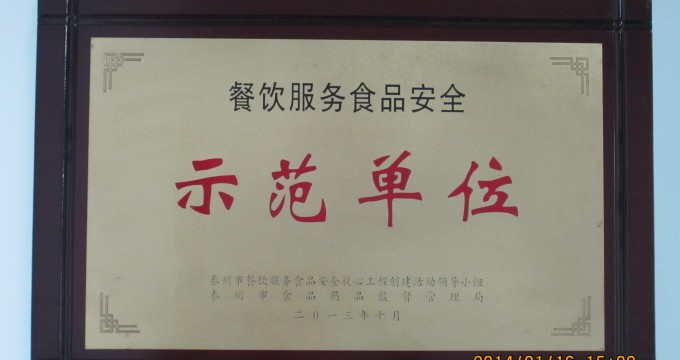 餐饮服务食品安全
示范单位
泰州市餐饮服务食品安全放心工程创建活动领导小组
泰州市食品药品监督管理局
二〇一三年十月